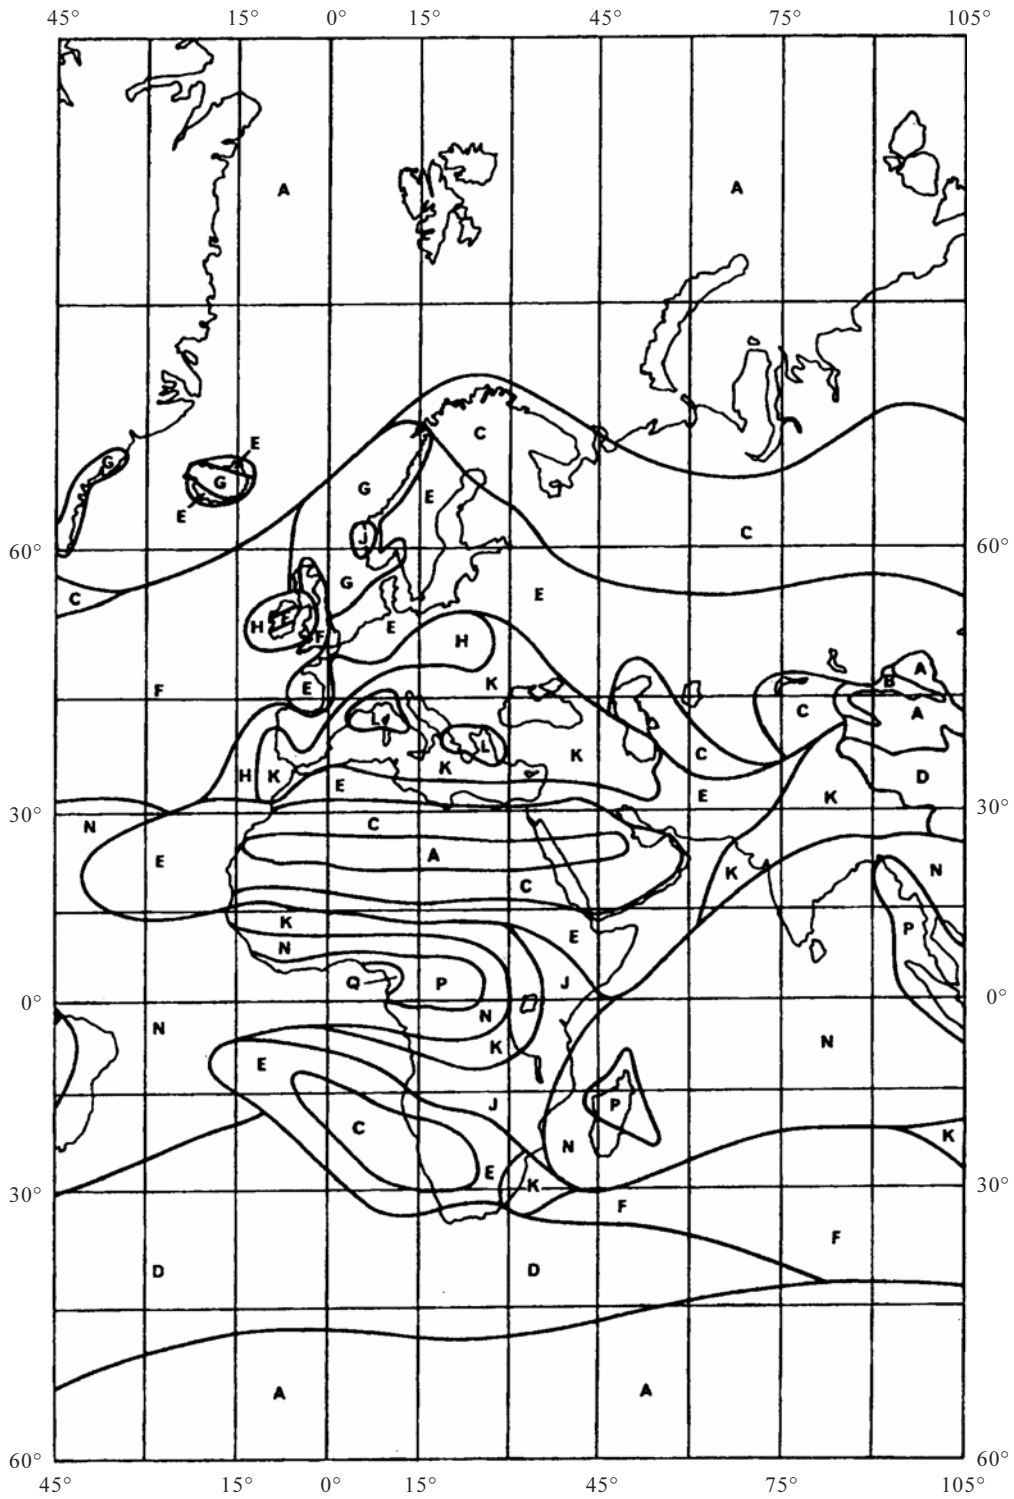 45° 15° 0° 15° 45° 75° 105°
A A
C
E
G G
G E
E
60° C 60°
J
C G E
H E F E
H
F E K A
B
C A
L
L K
H K K C D
E E K
N 30° 30°
C
E A K N
C
K P
N E
Q P J
0° 0°
N N N
K
E
J P
C
N K
E
30° K 30°
F
F
D D
A A
60° 60°
45° 15° 0° 15° 45° 75° 105°